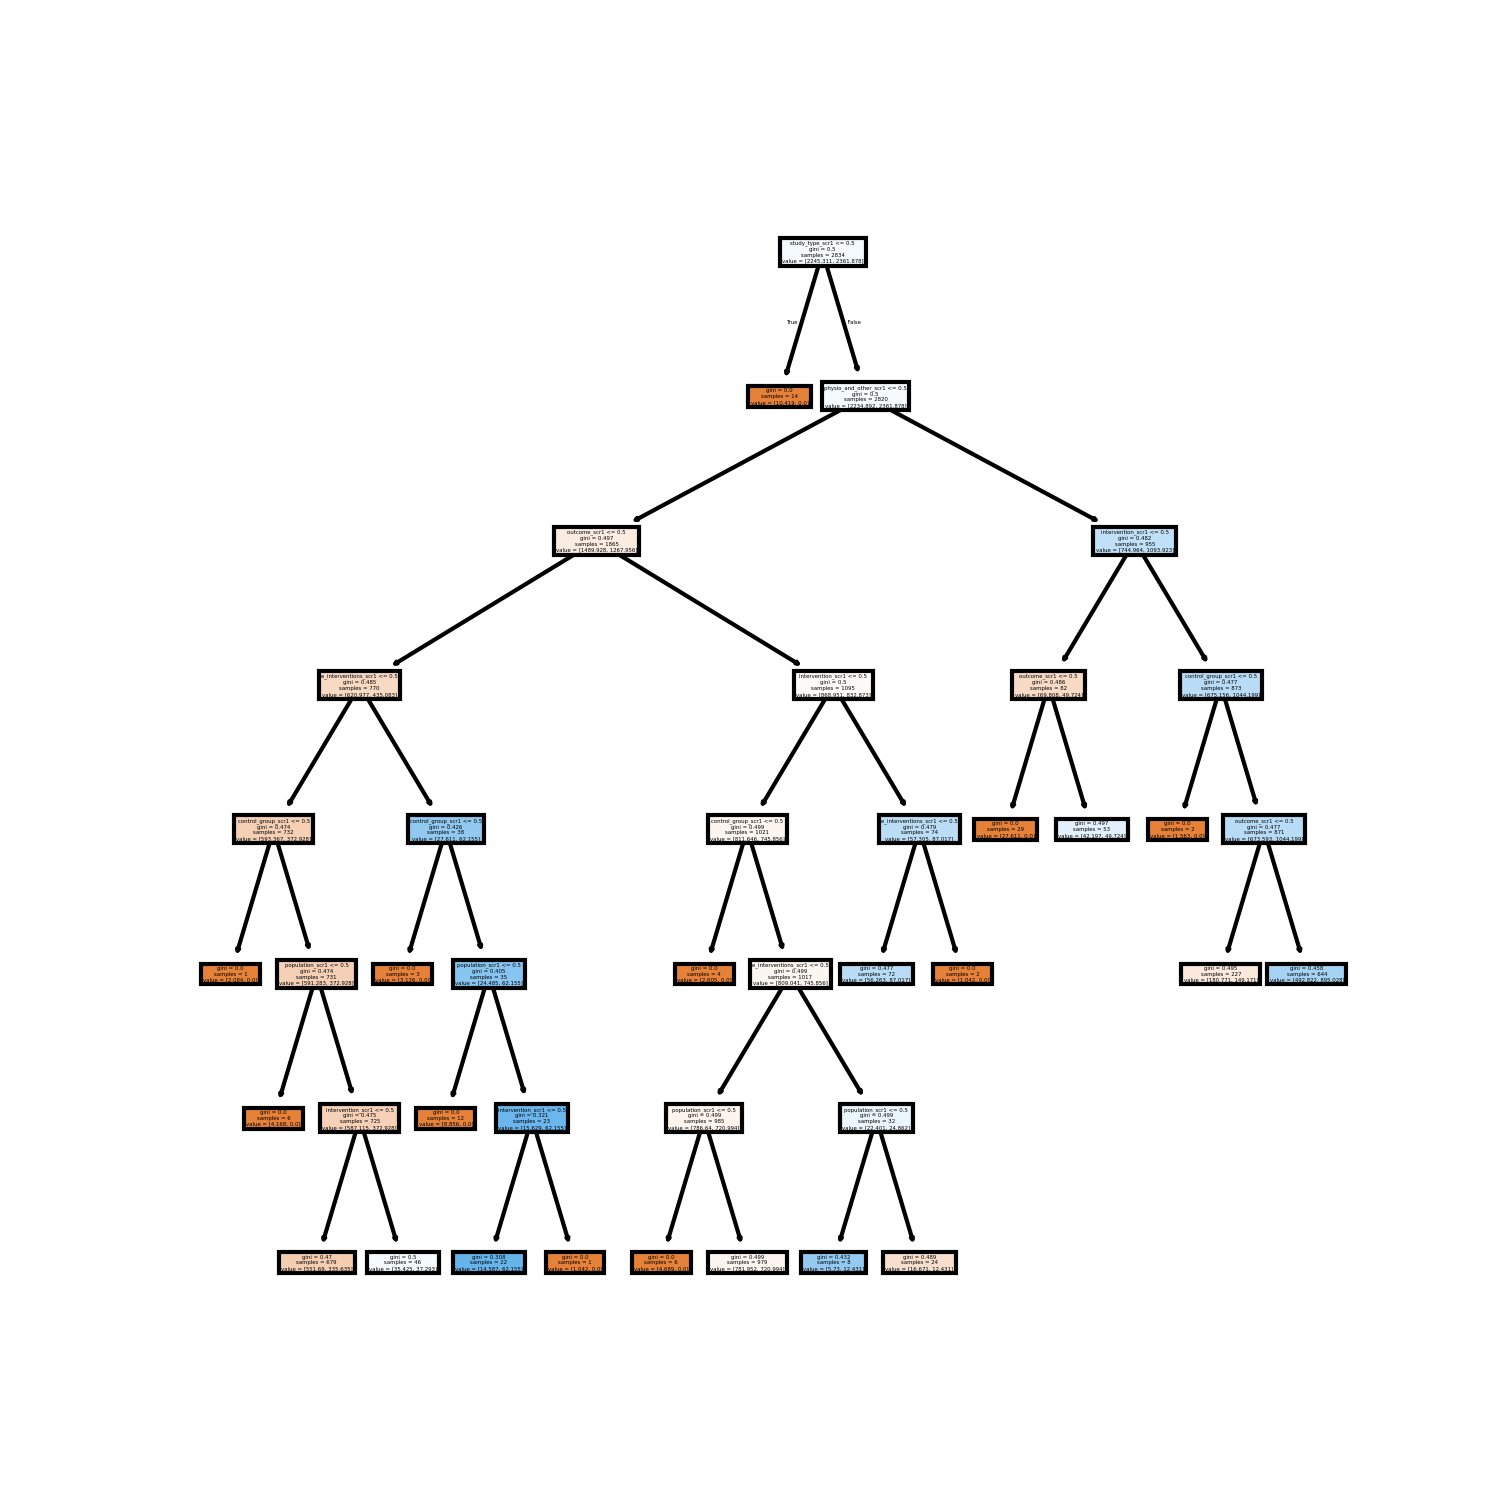 study_type_scr1 <= 0.5
gini = 0.5
samples = 2834
value = [2245.311, 2361.878]
True
False
gini = 0.0
samples = 14
value = [10.419, 0.0]
physio_and_other_scr1 <= 0.5
gini = 0.5
samples = 2820
value = [2234.892, 2361.878]
outcome_scr1 <= 0.5
gini = 0.497
samples = 1865
value = [1489.928, 1267.956]
intervention_scr1 <= 0.5
gini = 0.482
samples = 955
value = [744.964, 1093.923]
e_interventions_scr1 <= 0.5
gini = 0.485
samples = 770
value = [620.977, 435.083]
intervention_scr1 <= 0.5
gini = 0.5
samples = 1095
value = [868.951, 832.873]
outcome_scr1 <= 0.5
gini = 0.486
samples = 82
value = [69.808, 49.724]
control_group_scr1 <= 0.5
gini = 0.477
samples = 873
value = [675.156, 1044.199]
control_group_scr1 <= 0.5
gini = 0.474
samples = 732
value = [593.367, 372.928]
control_group_scr1 <= 0.5
gini = 0.426
samples = 38
value = [27.611, 62.155]
control_group_scr1 <= 0.5
gini = 0.499
samples = 1021
value = [811.646, 745.856]
e_interventions_scr1 <= 0.5
gini = 0.479
samples = 74
value = [57.305, 87.017]
gini = 0.0
samples = 29
value = [27.611, 0.0]
gini = 0.497
samples = 53
value = [42.197, 49.724]
gini = 0.0
samples = 2
value = [1.563, 0.0]
outcome_scr1 <= 0.5
gini = 0.477
samples = 871
value = [673.593, 1044.199]
gini = 0.0
samples = 1
value = [2.084, 0.0]
population_scr1 <= 0.5
gini = 0.474
samples = 731
value = [591.283, 372.928]
gini = 0.0
samples = 3
value = [3.126, 0.0]
population_scr1 <= 0.5
gini = 0.405
samples = 35
value = [24.485, 62.155]
gini = 0.0
samples = 4
value = [2.605, 0.0]
e_interventions_scr1 <= 0.5
gini = 0.499
samples = 1017
value = [809.041, 745.856]
gini = 0.477
samples = 72
value = [56.263, 87.017]
gini = 0.0
samples = 2
value = [1.042, 0.0]
gini = 0.495
samples = 227
value = [180.771, 149.171]
gini = 0.458
samples = 644
value = [492.822, 895.028]
gini = 0.0
samples = 6
value = [4.168, 0.0]
intervention_scr1 <= 0.5
gini = 0.475
samples = 725
value = [587.115, 372.928]
gini = 0.0
samples = 12
value = [8.856, 0.0]
intervention_scr1 <= 0.5
gini = 0.321
samples = 23
value = [15.629, 62.155]
population_scr1 <= 0.5
gini = 0.499
samples = 985
value = [786.64, 720.994]
population_scr1 <= 0.5
gini = 0.499
samples = 32
value = [22.401, 24.862]
gini = 0.47
samples = 679
value = [551.69, 335.635]
gini = 0.5
samples = 46
value = [35.425, 37.293]
gini = 0.308
samples = 22
value = [14.587, 62.155]
gini = 0.0
samples = 1
value = [1.042, 0.0]
gini = 0.0
samples = 6
value = [4.689, 0.0]
gini = 0.499
samples = 979
value = [781.952, 720.994]
gini = 0.432
samples = 8
value = [5.73, 12.431]
gini = 0.489
samples = 24
value = [16.671, 12.431]